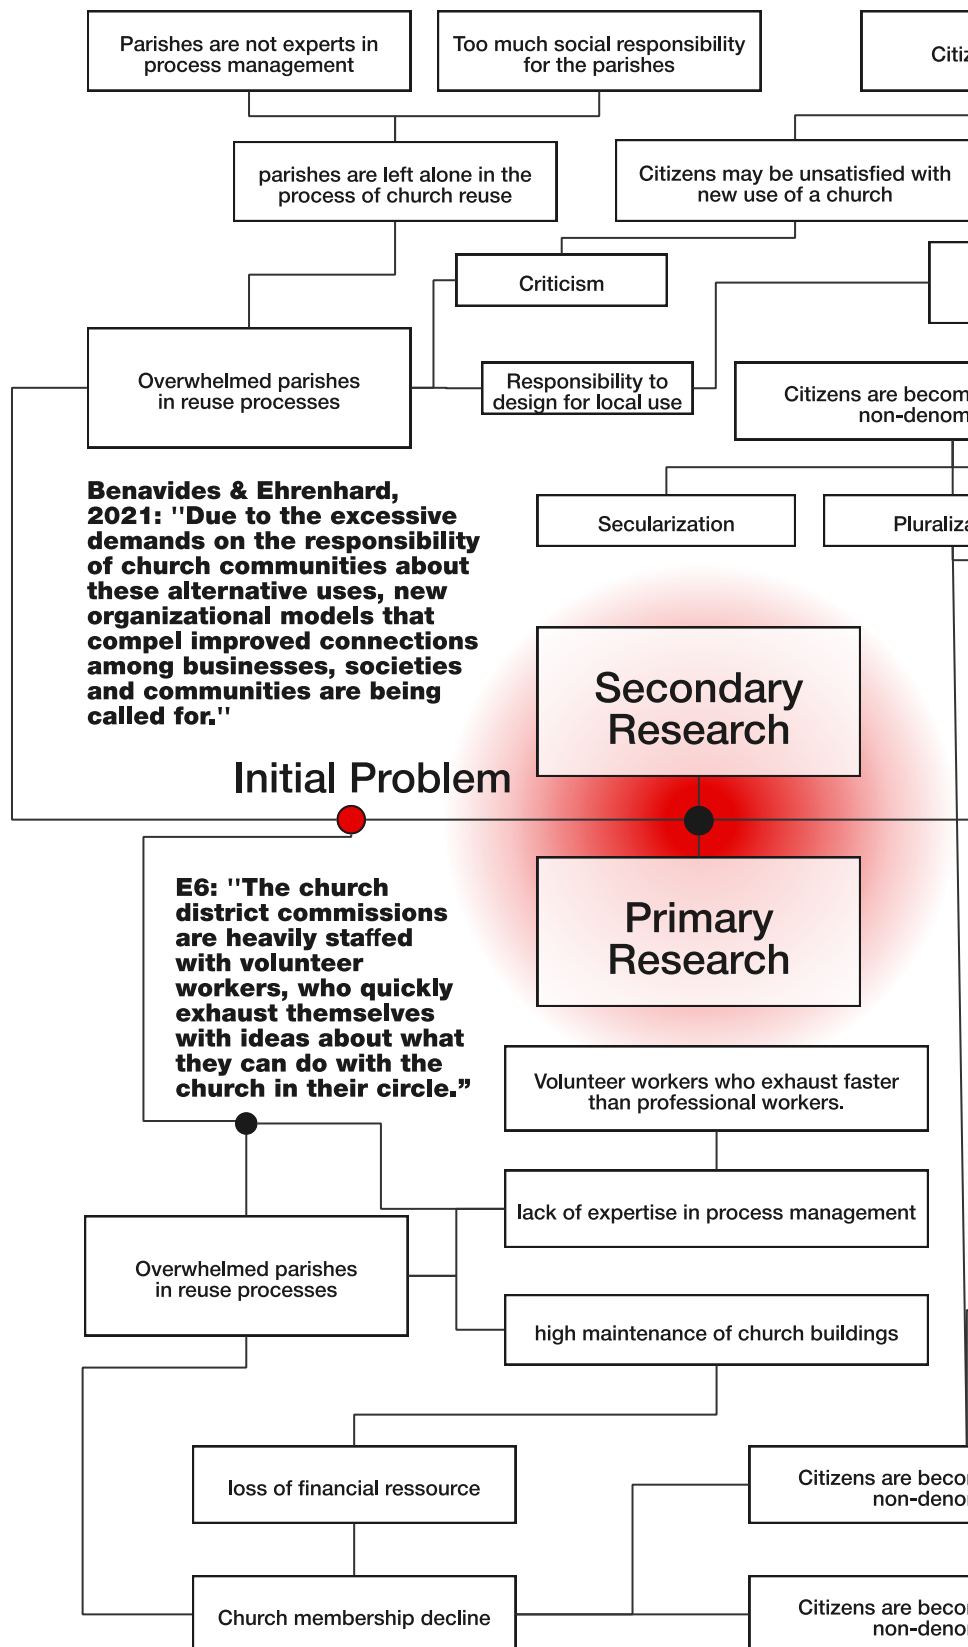 Parishes are not experts in
process management
Too much social responsibility
for the parishes
parishes are left alone in the
process of church reuse
Citizens may be unsatisfied with
new use of a church
Criticism
Overwhelmed parishes
in reuse processes
Responsibility to
design for local use
Citizens are
Secularization
Benavides & Ehrenhard,
2021: ''Due to the excessive
demands on the responsibility
of church communities about
these alternative uses, new
organizational models that
compel improved connections
among businesses, societies
and communities are being
called for.''
Secondary
Research
Initial Problem
Primary
Research
E6: ''The church
district commissions
are heavily staffed
with volunteer
workers, who quickly
exhaust themselves
with ideas about what
they can do with the
church in their circle.”
Volunteer workers who exhaust faster
than professional workers.
lack of expertise in process management
Overwhelmed parishes
in reuse processes
high maintenance of church buildings
loss of financial ressource
Citizens are
Church membership decline
Citizens are